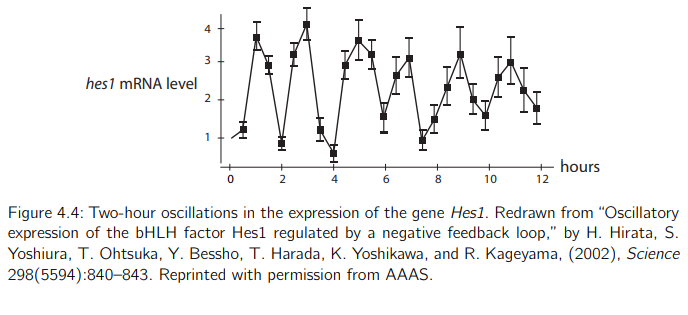 4
3
hes1 mRNA level
2
1
hours
0 2 4 6 8 10 12
Figure 4.4: Two-hour oscillations in the expression of the gene Hes1. Redrawn from “Oscillatory
expression of the bHLH factor Hes1 regulated by a negative feedback loop,” by H. Hirata, S.
Yoshiura, T. Ohtsuka, Y. Bessho, T. Harada, K. Yoshikawa, and R. Kageyama, (2002), Science
298(5594):840–843. Reprinted with permission from AAAS.